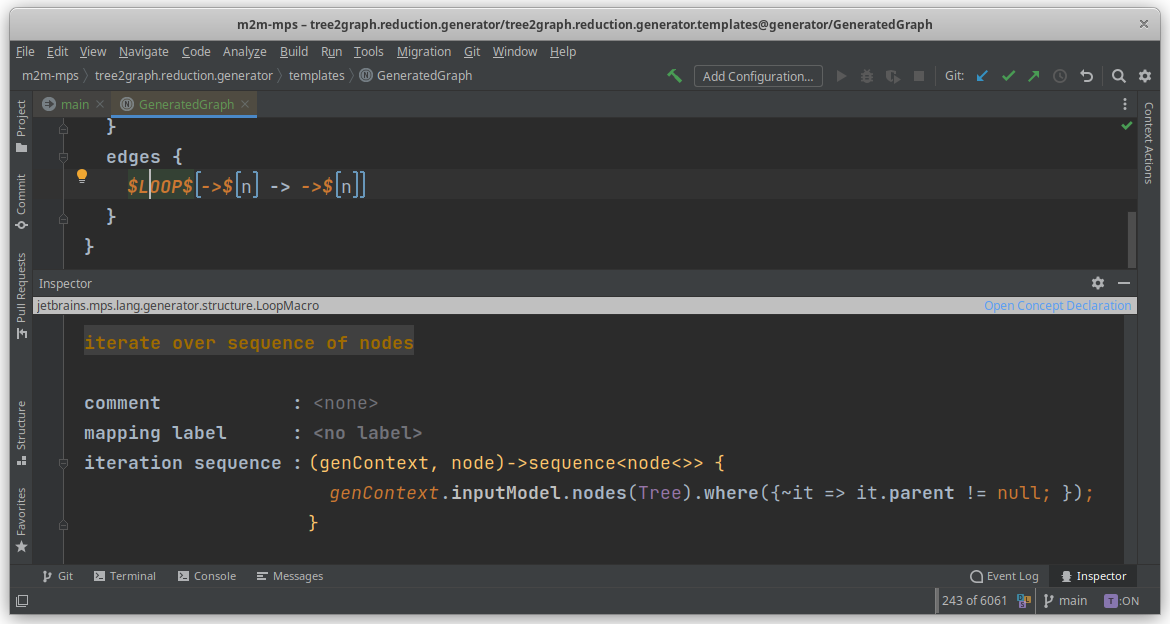 m2m-mps – tree2graph.reduction.generator/tree2graph.reduction.generator.templates@generator/GeneratedGraph
File Edit View Navigate Code Analyze Build Run Tools Migration Git Window Help
m2m-mps tree2graph.reduction.generator templates N GeneratedGraph Add Configuration... Git:
Project
Commit
Pull Requests
Structure
Favorites
main N GeneratedGraph
Context Actions
}
edges {
$LOOP$[->$[n] -> ->$[n]]
}
}
Inspector
jetbrains.mps.lang.generator.structure.LoopMacro Open Concept Declaration
iterate over sequence of nodes
comment : <none>
mapping label : <no label>
iteration sequence : (genContext, node)->sequence<node<>> {
genContext.inputModel.nodes(Tree).where({~it => it.parent != null; });
}
Git Terminal Console Messages Event Log Inspector
243 of 6061 main T :ON